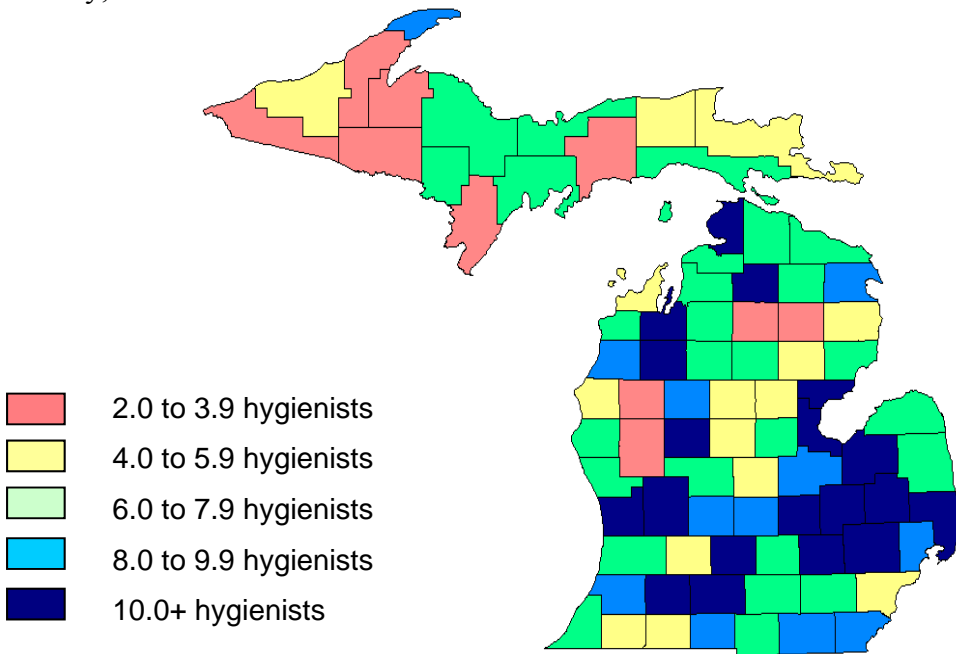 2.0 to 3.9 hygienists
4.0 to 5.9 hygienists
6.0 to 7.9 hygienists
8.0 to 9.9 hygienists
10.0+ hygienists